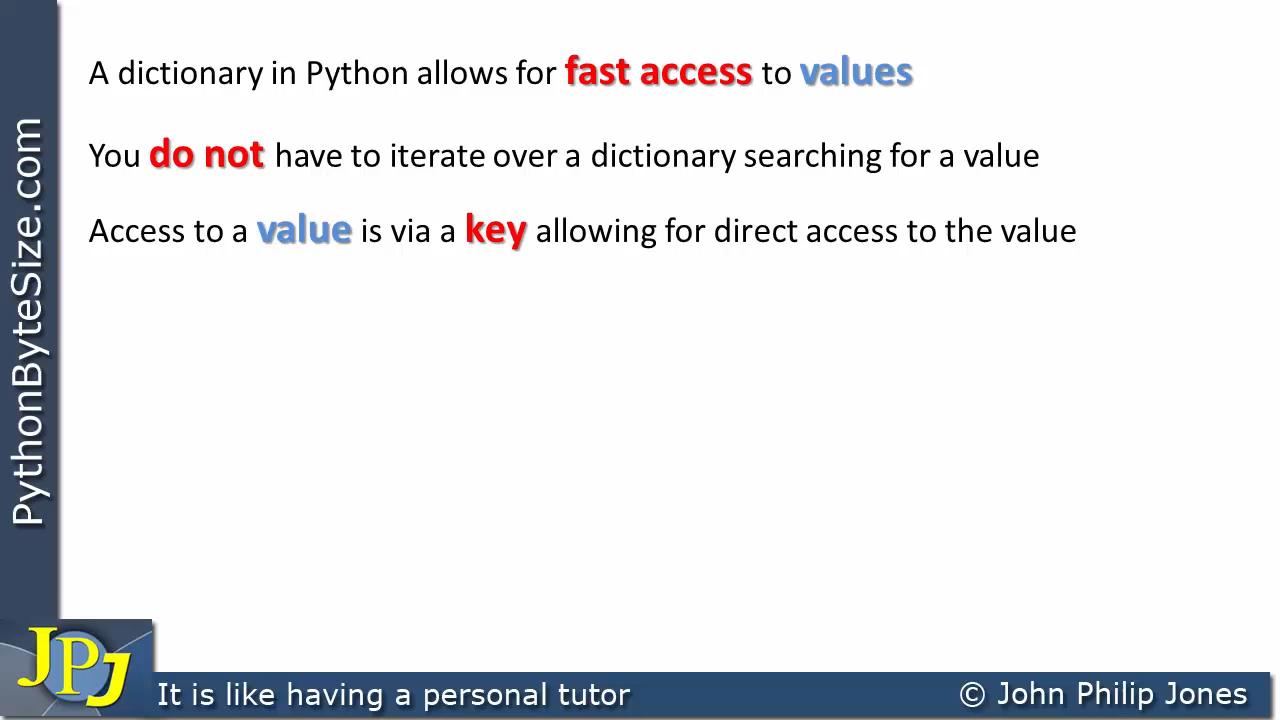 A dictionary in Python allows for fast access to values
You do not have to iterate over a dictionary searching for a value
Access to a value is via a key allowing for direct access to the value
PythonByteSize.com
JPJ
It is like having a personal tutor
© John Philip Jones